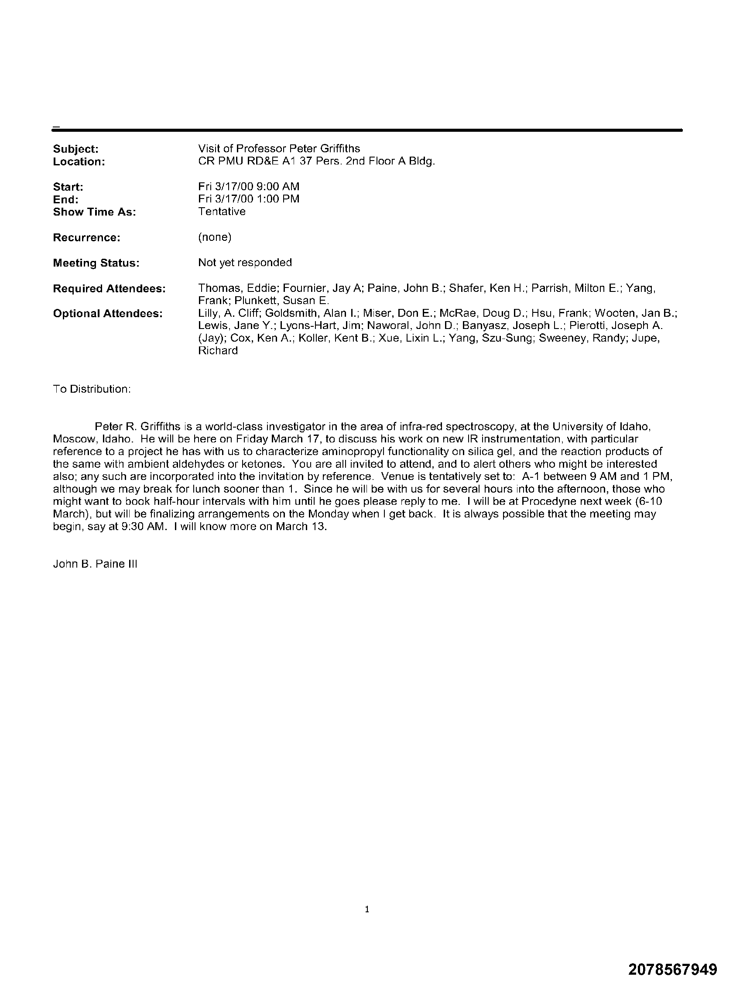 Subject: Visit of Professor Peter Griffiths
Location: CR PMU RD&E A1 37 Pers. 2nd Floor A Bldg.
Start: Fri 3/17/00 9:00 AM
End: Fri 3/17/00 1:00 PM
Show Time As: Tentative
Recurrence: (none)
Meeting Status: Not yet responded
Required Attendees: Thomas, Eddie; Fournier, Jay A; Paine, John B.; Shafer, Ken H.; Parrish, Milton E.; Yang,
Frank; Plunkett, Susan E.
Optional Attendees: Lilly, A. Cliff; Goldsmith, Alan I.; Miser, Don E.; McRae, Doug D.; Hsu, Frank; Wooten, Jan B.;
Lewis, Jane Y.; Lyons-Hart, Jim; Naworal, John D.; Banyasz, Joseph L.; Pierotti, Joseph A.
(Jay); Cox, Ken A.; Koller, Kent B.; Xue, Lixin L.; Yang, Szu-Sung; Sweeney, Randy; Jupe,
Richard
To Distribution:
Peter R. Griffiths is a world-class investigator in the area of infra-red spectroscopy, at the University of Idaho,
Moscow, Idaho. He will be here on Friday March 17, to discuss his work on new IR instrumentation, with particular
reference to a project he has with us to characterize aminopropyl functionality on silica gel, and the reaction products of
the same with ambient aldehydes or ketones. You are all invited to attend, and to alert others who might be interested
also; any such are incorporated into the invitation by reference. Venue is tentatively set to: A-1 between 9 AM and 1 PM,
although we may break for lunch sooner than 1. Since he will be with us for several hours into the afternoon, those who
might want to book half-hour intervals with him until he goes please reply to me. I will be at Procedyne next week (6-10
March), but will be finalizing arrangements on the Monday when I get back. It is always possible that the meeting may
begin, say at 9:30 AM. I will know more on March 13.
John B. Paine III
1
2078567949